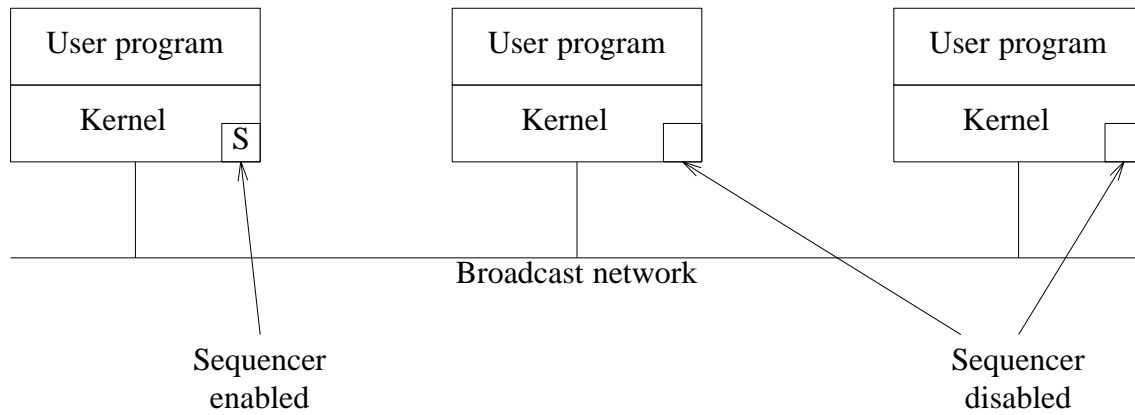 User program
User program
User program
Kernel
Kernel
Kernel
S
Broadcast network
Sequencer
enabled
Sequencer
disabled